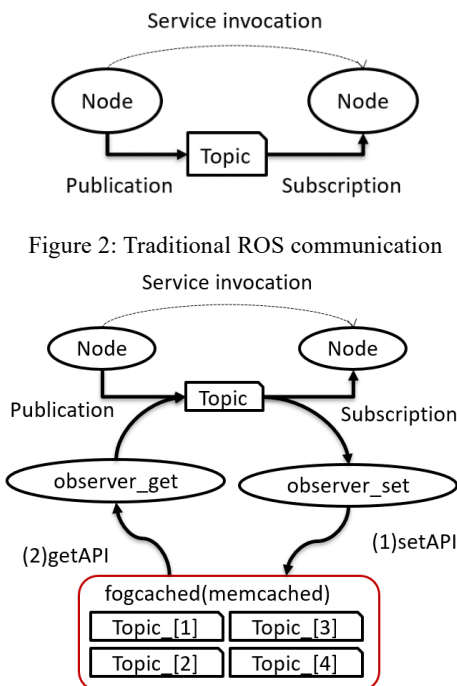 Service invocation
Node
Node
Topic
Publication
Subscription
Figure 2: Traditional ROS communication
Service invocation
Node
Node
Topic
Publication
Subscription
observer_get
observer_set
(2)getAPI
(1)setAPI
fogcached(memcached)
Topic_[1]
Topic_[3]
Topic_[2]
Topic_[4]